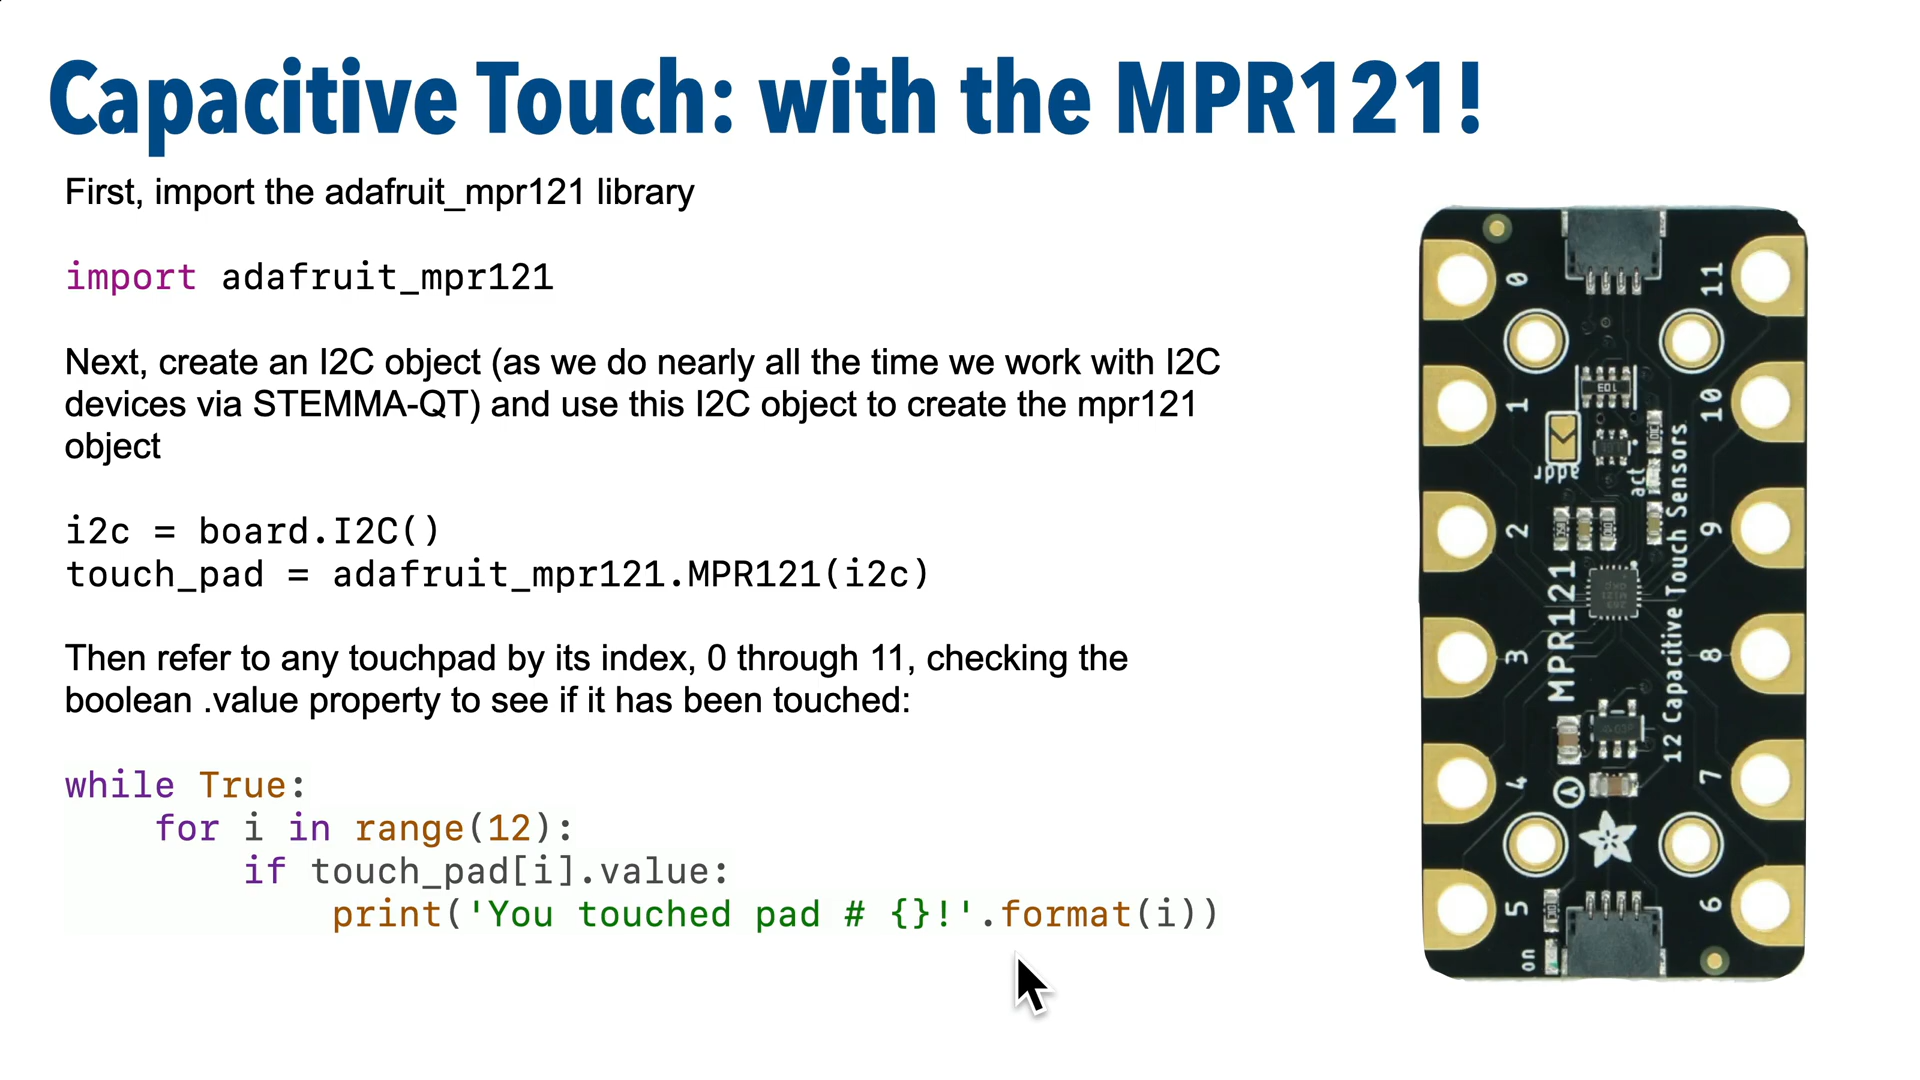 Capacitive Touch: with the MPR121!
First, import the adafruit_mpr121 library
import adafruit_mpr121
Next, create an I2C object (as we do nearly all the time we work with I2C
devices via STEMMA-QT) and use this I2C object to create the mpr121
object
i2c = board.I2C()
touch_pad = adafruit_mpr121.MPR121(i2c)
Then refer to any touchpad by its index, 0 through 11, checking the
boolean .value property to see if it has been touched:
while True:
    for i in range(12):
        if touch_pad[i].value:
            print('You touched pad # {}!'.format(i))
0
1
2
3
4
5
on
MPR121
act
12 Capacitive Touch Sensors
11
10
9
8
7
6